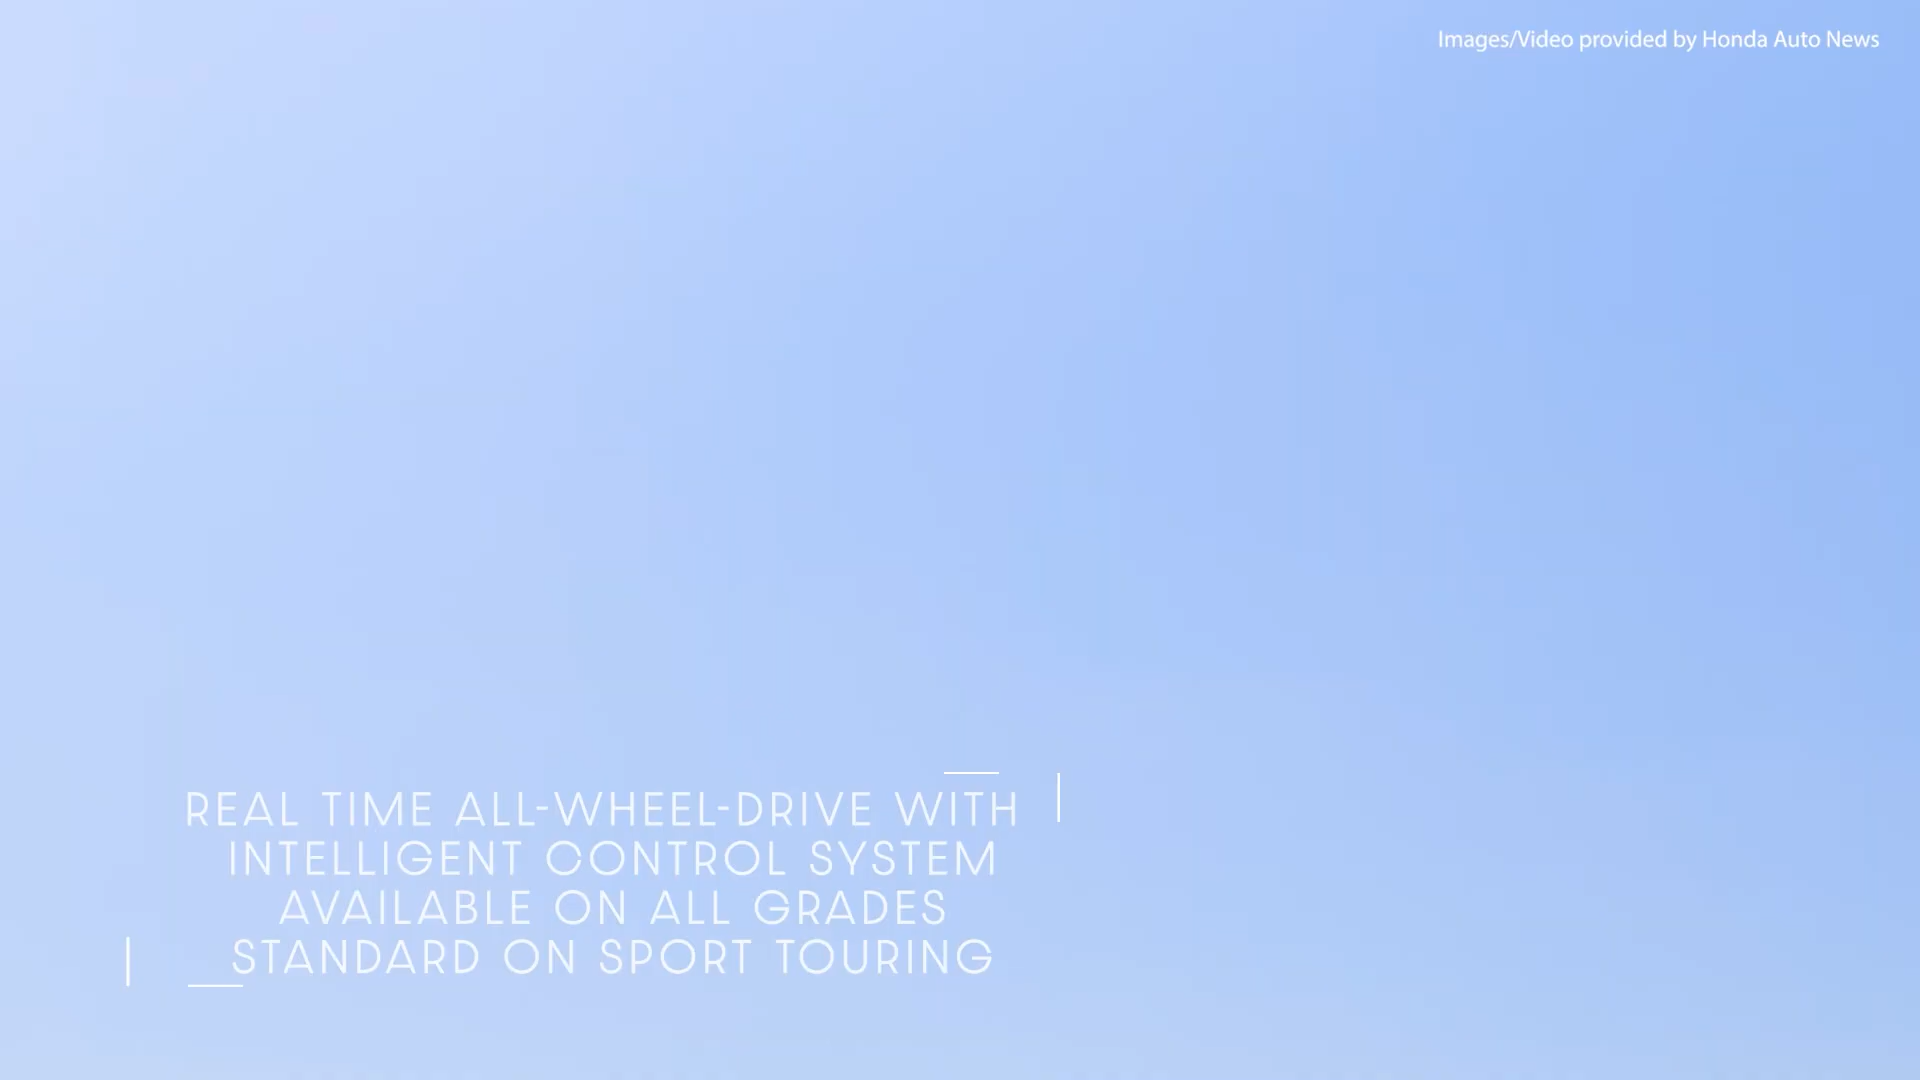 Images/Video provided by Honda Auto News
REAL TIME ALL-WHEEL-DRIVE WITH
INTELLIGENT CONTROL SYSTEM
AVAILABLE ON ALL GRADES
STANDARD ON SPORT TOURING